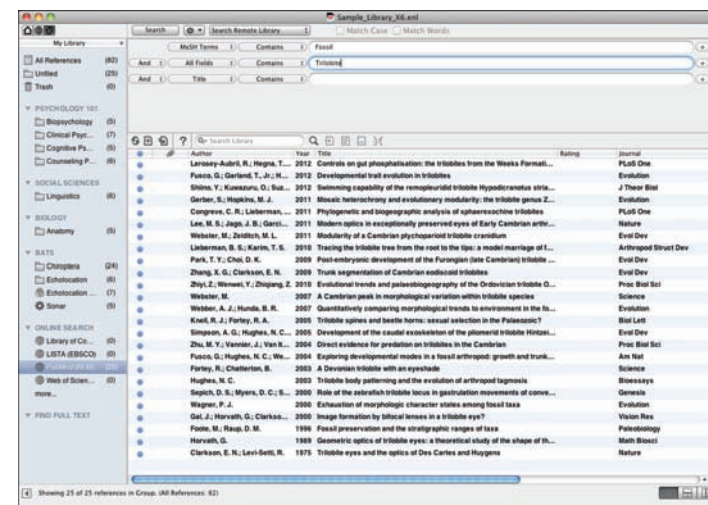 Sample_Library_X6.enl
My Library
Search Search Remote Library Match Case Match Words
MeSH Terms Contains Fossil
And All Fields Contains Trilobite
And Title Contains
All References (82)
Unfiled (25)
Trash (0)
PSYCHOLOGY 101
Biopsychology (5)
Clinical Psyc... (7)
Cognitive Ps... (5)
Counseling P... (6)
SOCIAL SCIENCES
Linguistics (6)
BIOLOGY
Anatomy (5)
BATS
Chiroptera (24)
Echolocation (6)
Echolocation ... (7)
Sonar (5)
ONLINE SEARCH
Library of Co... (0)
LISTA (EBSCO) (0)
(25)
Web of Scien... (0)
more...
FIND FULL TEXT
Search Library
Author Year Title Rating Journal
Lerosey-Aubril, R.; Hegna, T.... 2012 Controls on gut phosphatisation: the trilobites from the Weeks Formati... PLoS One
Fusco, G.; Garland, T., Jr.; H... 2012 Developmental trait evolution in trilobites Evolution
Shiino, Y.; Kuwazuru, O.; Suz... 2012 Swimming capability of the remopleuridid trilobite Hypodicranotus stria... J Theor Biol
Gerber, S.; Hopkins, M. J. 2011 Mosaic heterochrony and evolutionary modularity: the trilobite genus Z... Evolution
Congreve, C. R.; Lieberman, ... 2011 Phylogenetic and biogeographic analysis of sphaerexochine trilobites PLoS One
Lee, M. S.; Jago, J. B.; Garcí... 2011 Modern optics in exceptionally preserved eyes of Early Cambrian arthr... Nature
Webster, M.; Zelditch, M. L. 2011 Modularity of a Cambrian ptychoparioid trilobite cranidium Evol Dev
Lieberman, B. S.; Karim, T. S. 2010 Tracing the trilobite tree from the root to the tips: a model marriage of f... Arthropod Struct Dev
Park, T. Y.; Choi, D. K. 2009 Post-embryonic development of the Furongian (late Cambrian) trilobite ... Evol Dev
Zhang, X. G.; Clarkson, E. N. 2009 Trunk segmentation of Cambrian eodiscoid trilobites Evol Dev
Zhiyi, Z.; Wenwei, Y.; Zhiqiang, Z. 2010 Evolutional trends and palaeobiogeography of the Ordovician trilobite O... Proc Biol Sci
Webster, M. 2007 A Cambrian peak in morphological variation within trilobite species Science
Webber, A. J.; Hunda, B. R. 2007 Quantitatively comparing morphological trends to environment in the fo... Evolution
Knell, R. J.; Fortey, R. A. 2005 Trilobite spines and beetle horns: sexual selection in the Palaeozoic? Biol Lett
Simpson, A. G.; Hughes, N. C... 2005 Development of the caudal exoskeleton of the pliomerid trilobite Hintzei... Evol Dev
Zhu, M. Y.; Vannier, J.; Van It... 2004 Direct evidence for predation on trilobites in the Cambrian Proc Biol Sci
Fusco, G.; Hughes, N. C.; We... 2004 Exploring developmental modes in a fossil arthropod: growth and trunk... Am Nat
Fortey, R.; Chatterton, B. 2003 A Devonian trilobite with an eyeshade Science
Hughes, N. C. 2003 Trilobite body patterning and the evolution of arthropod tagmosis Bioessays
Sepich, D. S.; Myers, D. C.; S... 2000 Role of the zebrafish trilobite locus in gastrulation movements of conve... Genesis
Wagner, P. J. 2000 Exhaustion of morphologic character states among fossil taxa Evolution
Gal, J.; Horvath, G.; Clarkso... 2000 Image formation by bifocal lenses in a trilobite eye? Vision Res
Foote, M.; Raup, D. M. 1996 Fossil preservation and the stratigraphic ranges of taxa Paleobiology
Horvath, G. 1989 Geometric optics of trilobite eyes: a theoretical study of the shape of th... Math Biosci
Clarkson, E. N.; Levi-Setti, R. 1975 Trilobite eyes and the optics of Des Cartes and Huygens Nature
Showing 25 of 25 references in Group. (All References: 82)